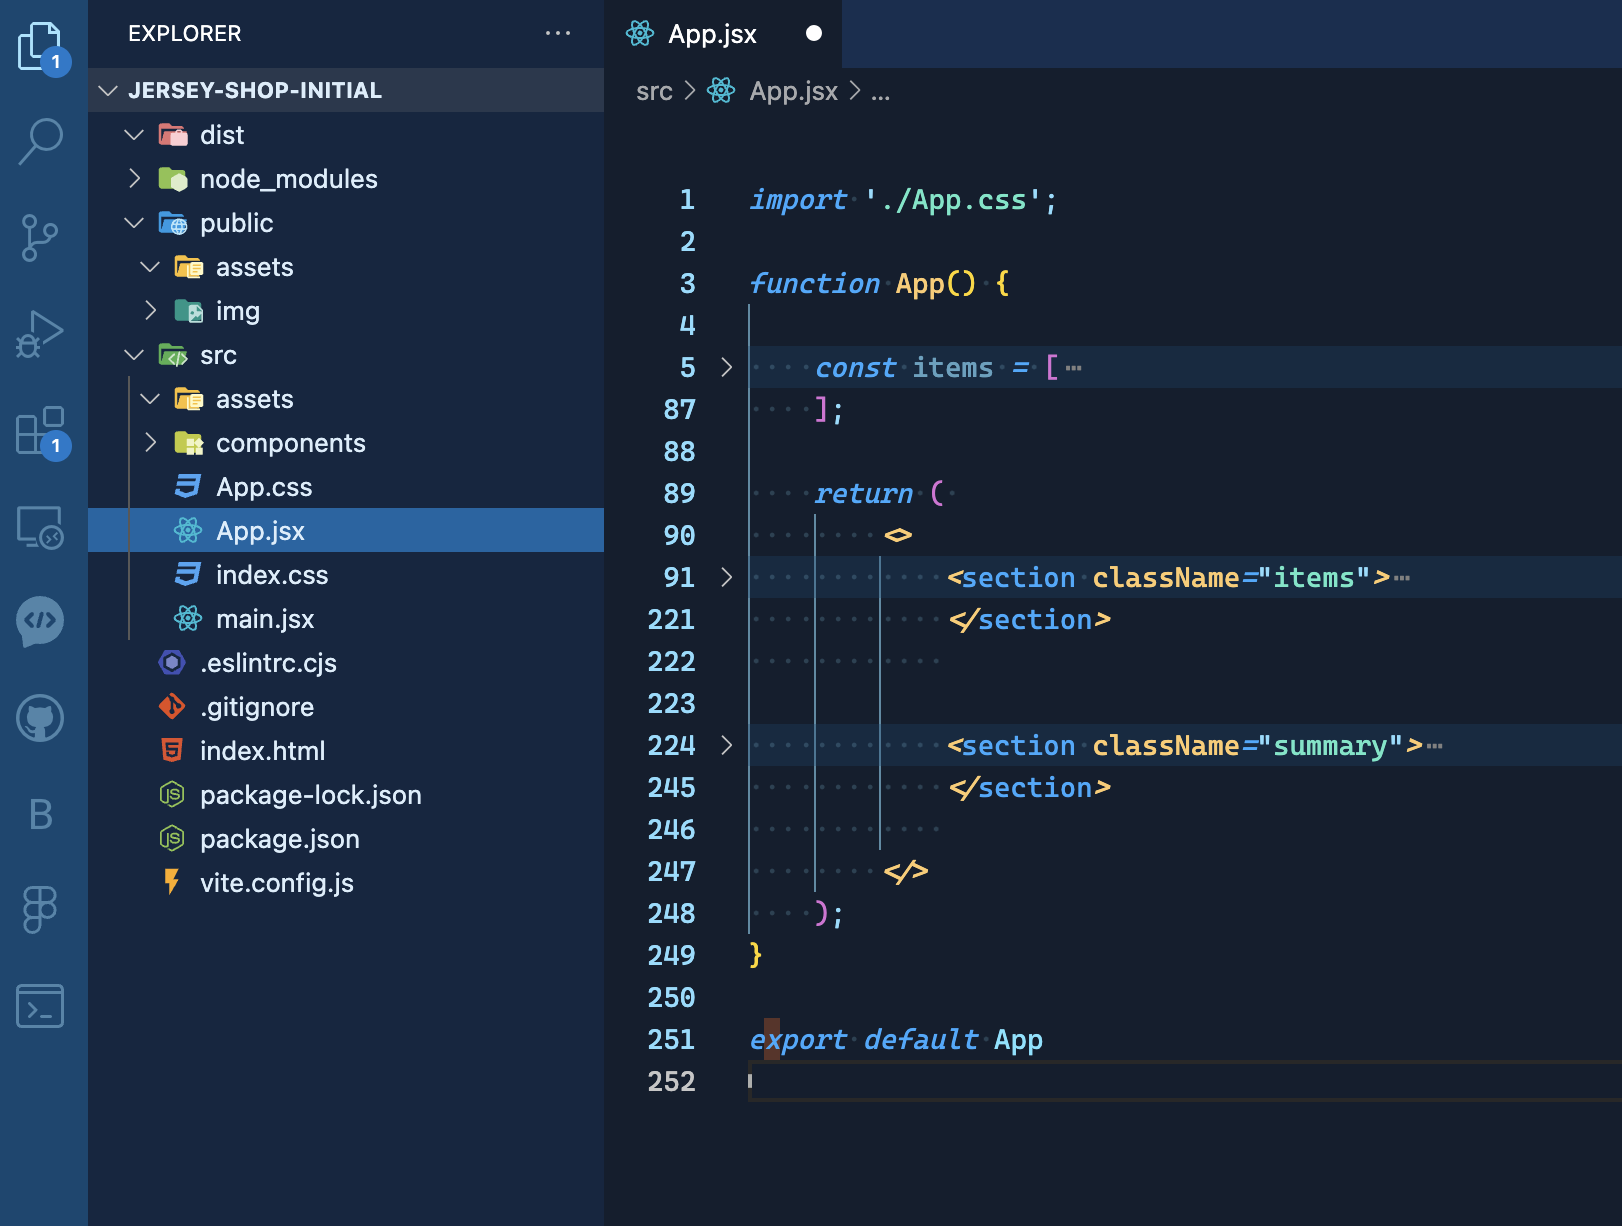 EXPLORER ...
JERSEY-SHOP-INITIAL
dist
node_modules
public
assets
img
src
assets
components
App.css
App.jsx
index.css
main.jsx
.eslintrc.cjs
.gitignore
index.html
package-lock.json
package.json
vite.config.js
1
1
B
App.jsx
src > App.jsx > ...
1 import './App.css';
2
3 function App() {
4
5 const items = [ ...
87 ];
88
89 return (
90 <>
91 <section className="items"> ...
221 </section>
222
223
224 <section className="summary"> ...
245 </section>
246
247 </>
248 );
249 }
250
251 export default App
252